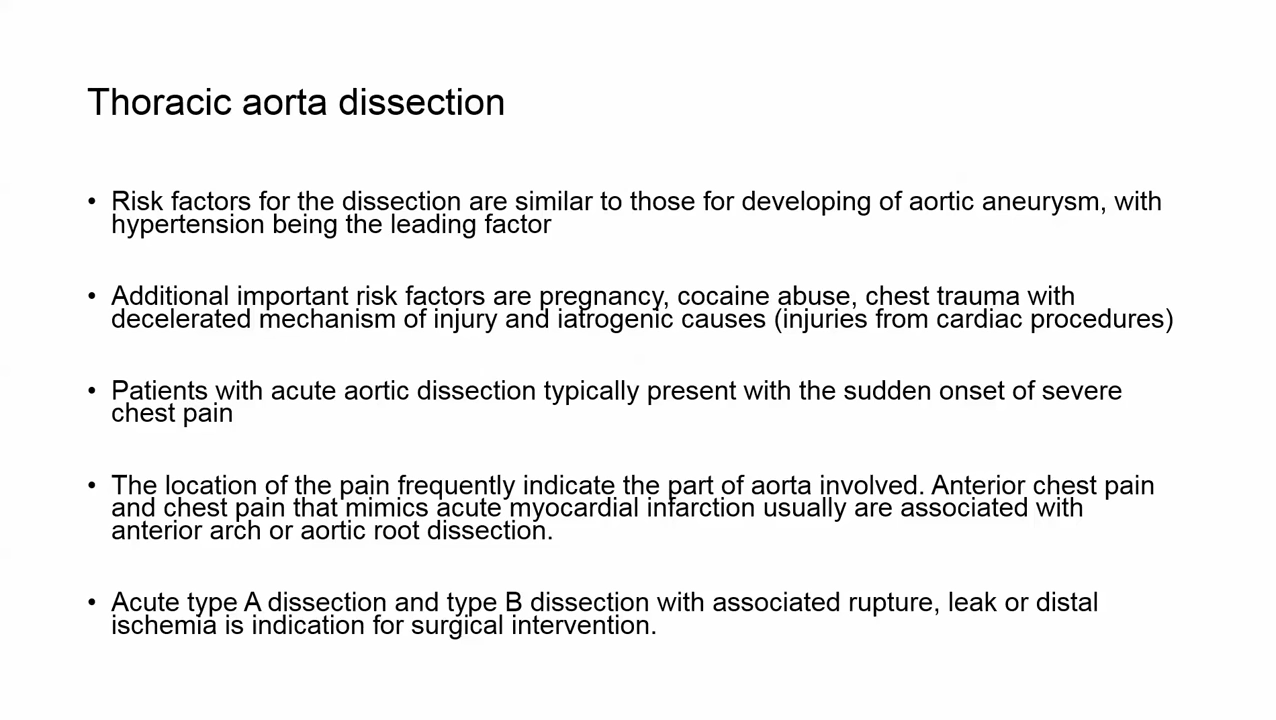 Thoracic aorta dissection
• Risk factors for the dissection are similar to those for developing of aortic aneurysm, with
hypertension being the leading factor
• Additional important risk factors are pregnancy, cocaine abuse, chest trauma with
decelerated mechanism of injury and iatrogenic causes (injuries from cardiac procedures)
• Patients with acute aortic dissection typically present with the sudden onset of severe
chest pain
• The location of the pain frequently indicate the part of aorta involved. Anterior chest pain
and chest pain that mimics acute myocardial infarction usually are associated with
anterior arch or aortic root dissection.
• Acute type A dissection and type B dissection with associated rupture, leak or distal
ischemia is indication for surgical intervention.